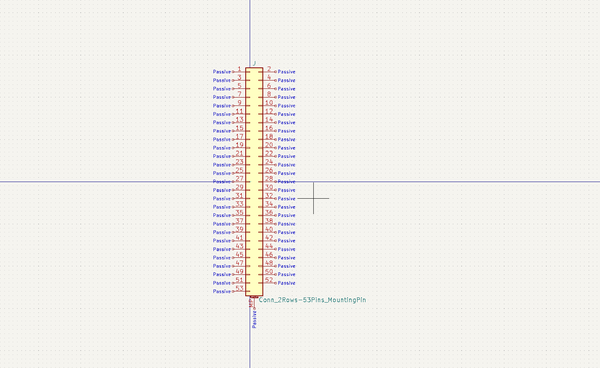 J
Passive 1 2 Passive
Passive 3 4 Passive
Passive 5 6 Passive
Passive 7 8 Passive
Passive 9 10 Passive
Passive 11 12 Passive
Passive 13 14 Passive
Passive 15 16 Passive
Passive 17 18 Passive
Passive 19 20 Passive
Passive 21 22 Passive
Passive 23 24 Passive
Passive 25 26 Passive
Passive 27 28 Passive
Passive 29 30 Passive
Passive 31 32 Passive
Passive 33 34 Passive
Passive 35 36 Passive
Passive 37 38 Passive
Passive 39 40 Passive
Passive 41 42 Passive
Passive 43 44 Passive
Passive 45 46 Passive
Passive 47 48 Passive
Passive 49 50 Passive
Passive 51 52 Passive
Passive 53
Conn_2Rows-53Pins_MountingPin
Passive